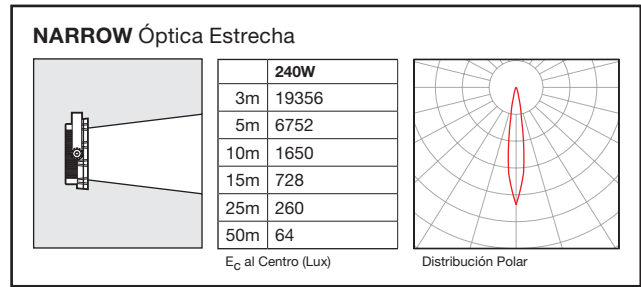 NARROW Óptica Estrecha
240W
3m 19356
5m 6752
10m 1650
15m 728
25m 260
50m 64
EC al Centro (Lux)
Distribución Polar